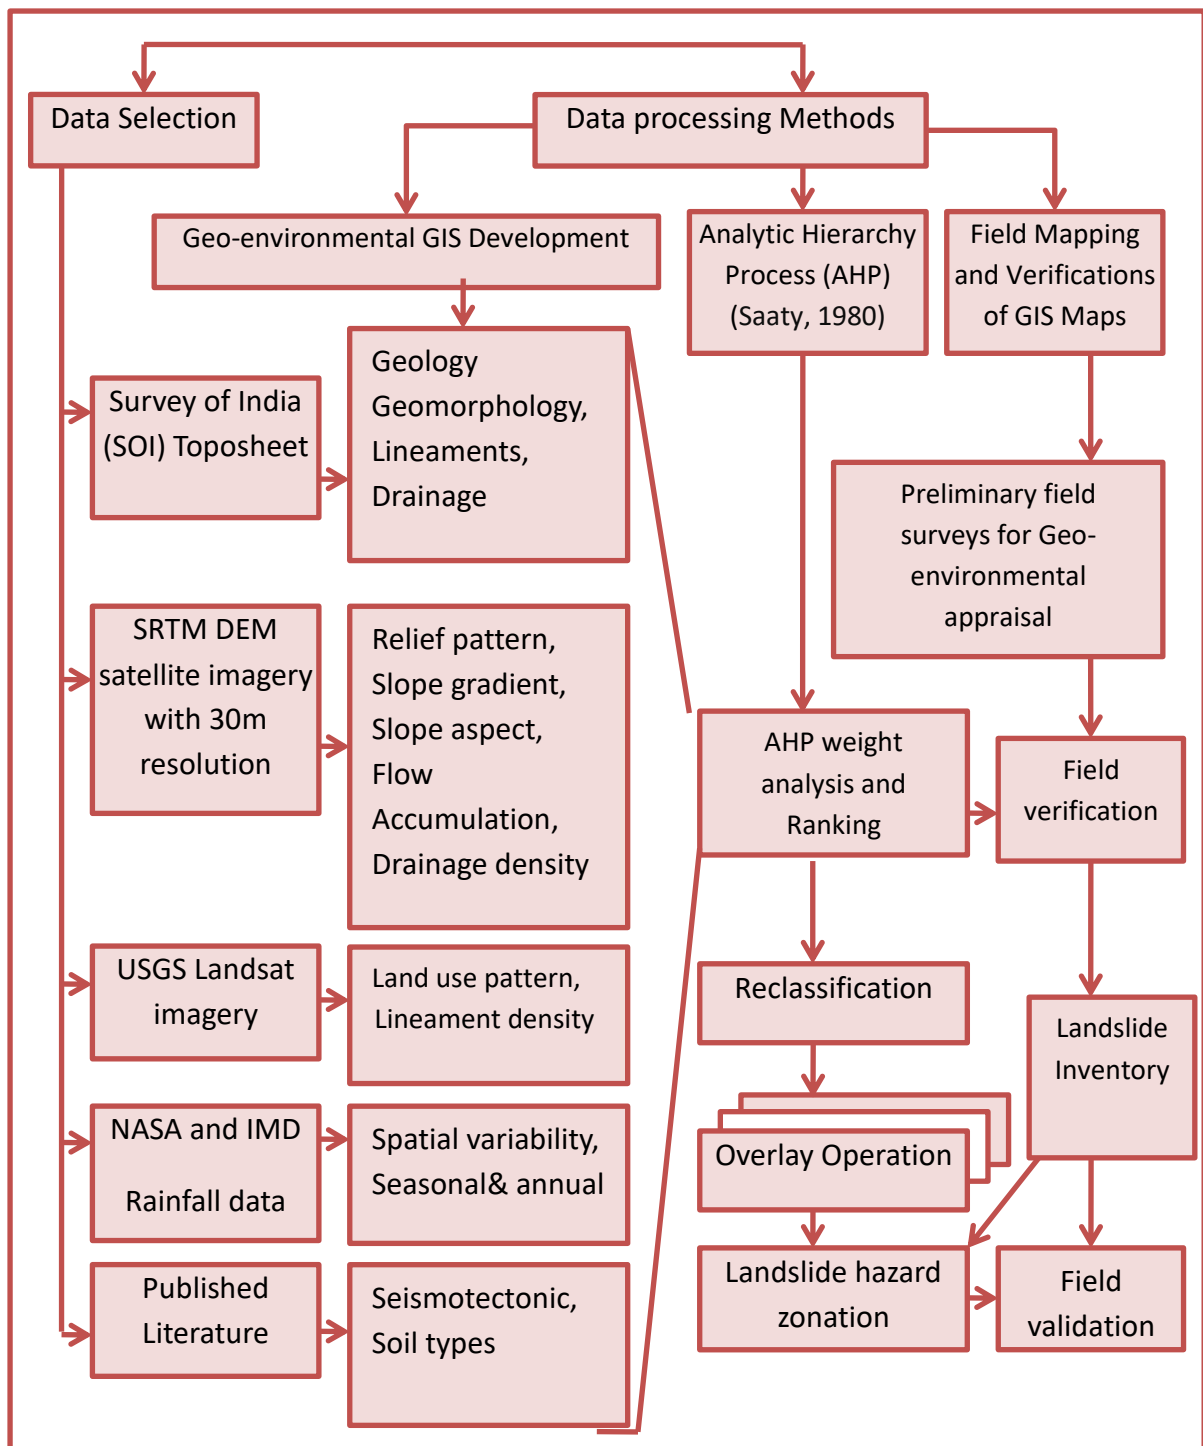 Data Selection
Data processing Methods
Geo-environmental GIS Development
Analytic Hierarchy
Process (AHP)
(Saaty, 1980)
Field Mapping
and Verifications
of GIS Maps
Survey of India
(SOI) Toposheet
Geology
Geomorphology,
Lineaments,
Drainage
Preliminary field
surveys for Geo-
environmental
appraisal
SRTM DEM
satellite imagery
with 30m
resolution
Relief pattern,
Slope gradient,
Slope aspect,
Flow
Accumulation,
Drainage density
AHP weight
analysis and
Ranking
Field
verification
USGS Landsat
imagery
Land use pattern,
Lineament density
Reclassification
Landslide
Inventory
NASA and IMD
Rainfall data
Spatial variability,
Seasonal& annual
Overlay Operation
Published
Literature
Seismotectonic,
Soil types
Landslide hazard
zonation
Field
validation